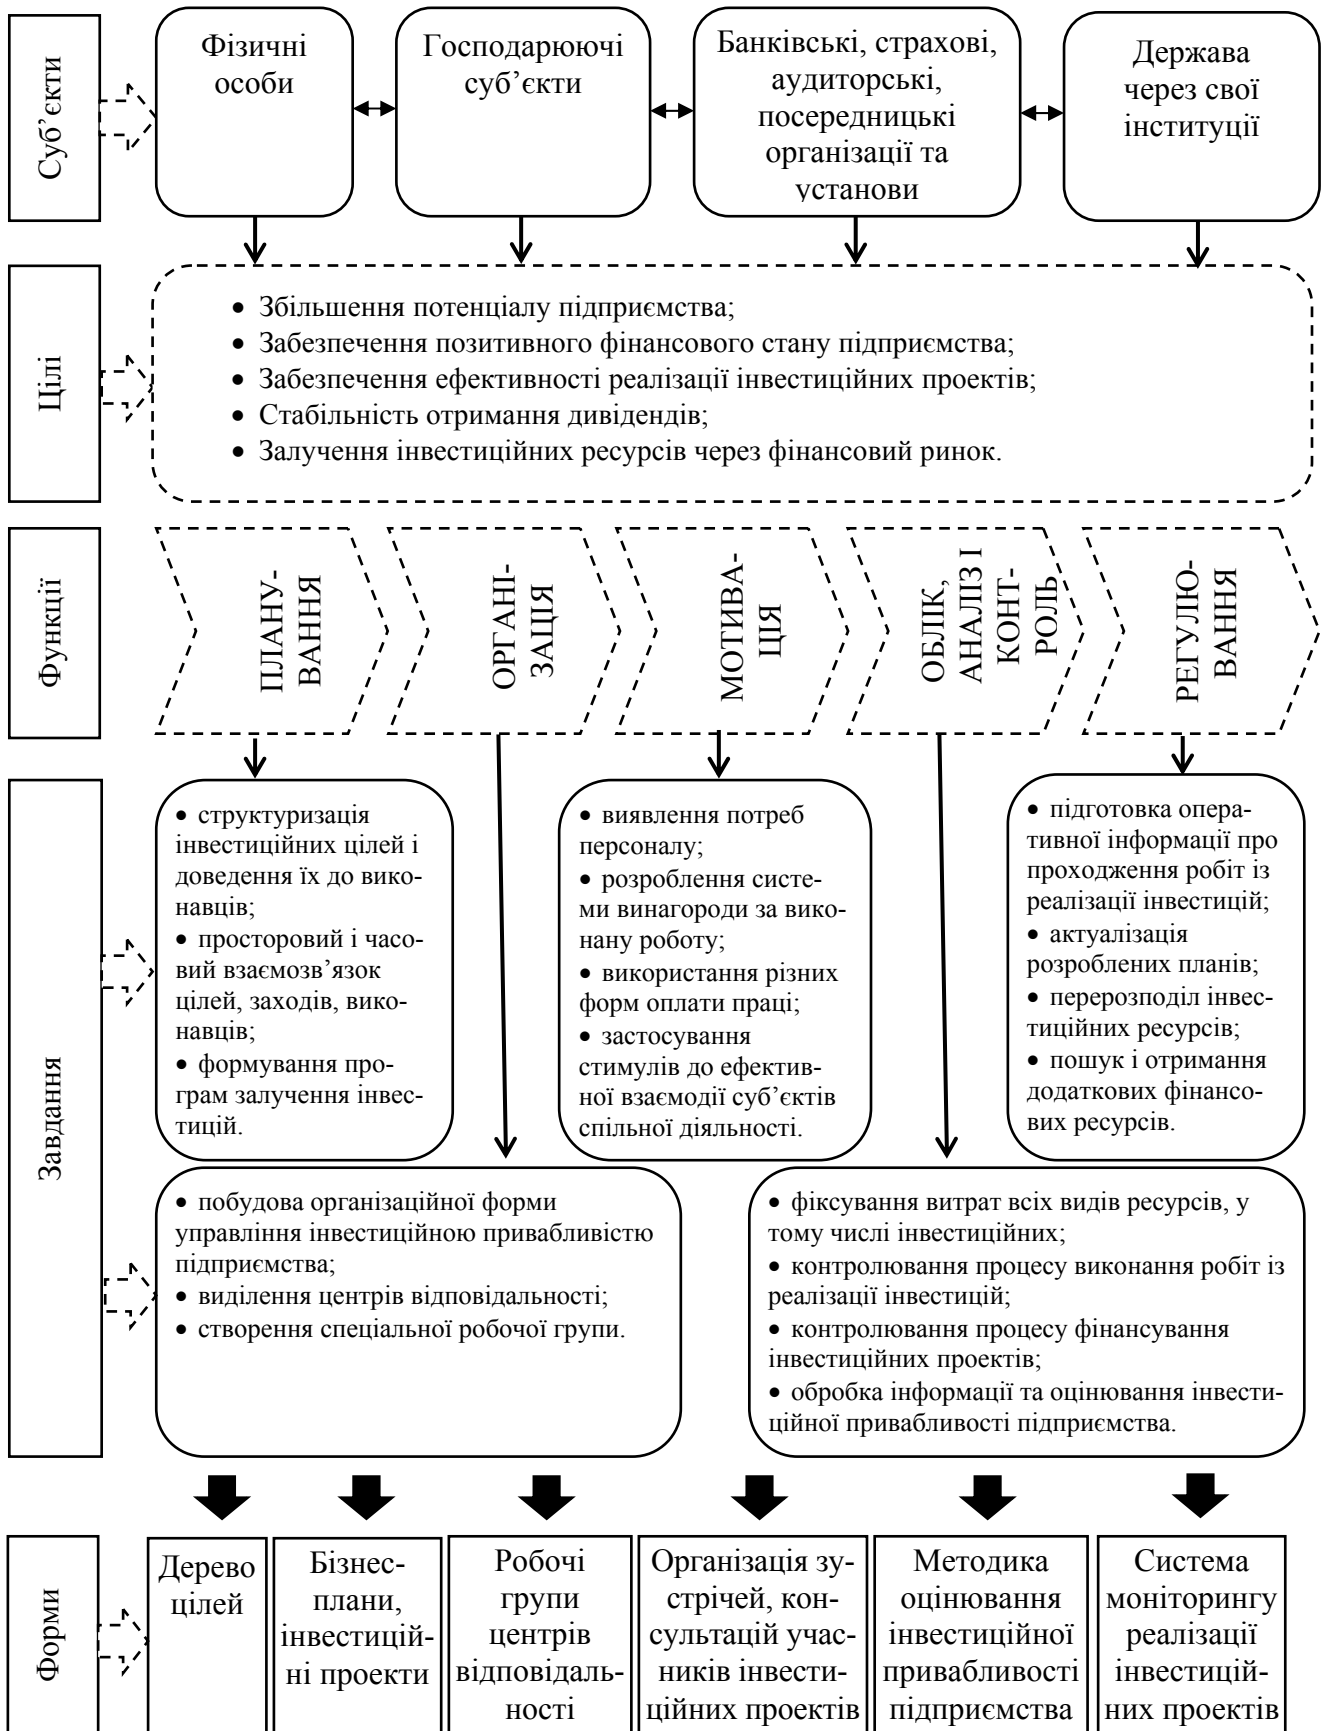 Суб’єкти
Фізичні
особи
Господарюючі
суб’єкти
Банківські, страхові,
аудиторські,
посередницькі
організації та
установи
Держава
через свої
інституції
Цілі
• Збільшення потенціалу підприємства;
• Забезпечення позитивного фінансового стану підприємства;
• Забезпечення ефективності реалізації інвестиційних проектів;
• Стабільність отримання дивідендів;
• Залучення інвестиційних ресурсів через фінансовий ринок.
Функції
ПЛАНУ-
ВАННЯ
ОРГАНІ-
ЗАЦІЯ
МОТИВА-
ЦІЯ
ОБЛІК,
АНАЛІЗ І
КОНТ-
РОЛЬ
РЕГУЛЮ-
ВАННЯ
Завдання
• структуризація
інвестиційних цілей і
доведення їх до вико-
навців;
• просторовий і часо-
вий взаємозв’язок
цілей, заходів, вико-
навців;
• формування про-
грам залучення інвес-
тицій.
• виявлення потреб
персоналу;
• розроблення систе-
ми винагороди за вико-
нану роботу;
• використання різних
форм оплати праці;
• застосування
стимулів до ефектив-
ної взаємодії суб’єктів
спільної діяльності.
• підготовка опера-
тивної інформації про
проходження робіт із
реалізації інвестицій;
• актуалізація
розроблених планів;
• перерозподіл інвес-
тиційних ресурсів;
• пошук і отримання
додаткових фінансо-
вих ресурсів.
• побудова організаційної форми
управління інвестиційною привабливістю
підприємства;
• виділення центрів відповідальності;
• створення спеціальної робочої групи.
• фіксування витрат всіх видів ресурсів, у
тому числі інвестиційних;
• контролювання процесу виконання робіт із
реалізації інвестицій;
• контролювання процесу фінансування
інвестиційних проектів;
• обробка інформації та оцінювання інвести-
ційної привабливості підприємства.
Форми
Дерево
цілей
Бізнес-
плани,
інвестицій-
ні проекти
Робочі
групи
центрів
відповідаль-
ності
Організація зу-
стрічей, кон-
сультацій учас-
ників інвести-
ційних проектів
Методика
оцінювання
інвестиційної
привабливості
підприємства
Система
моніторингу
реалізації
інвестицій-
них проектів